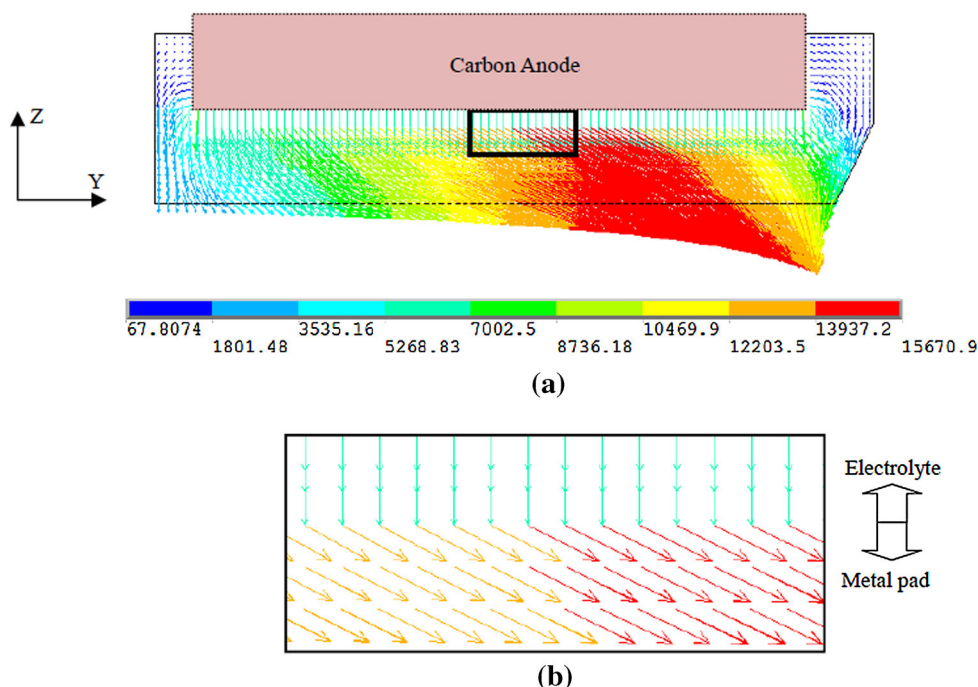 Carbon Anode
Z
Y
67.8074 3535.16 7002.5 10469.9 13937.2
1801.48 5268.83 8736.18 12203.5 15670.9
(a)
Electrolyte
Metal pad
(b)